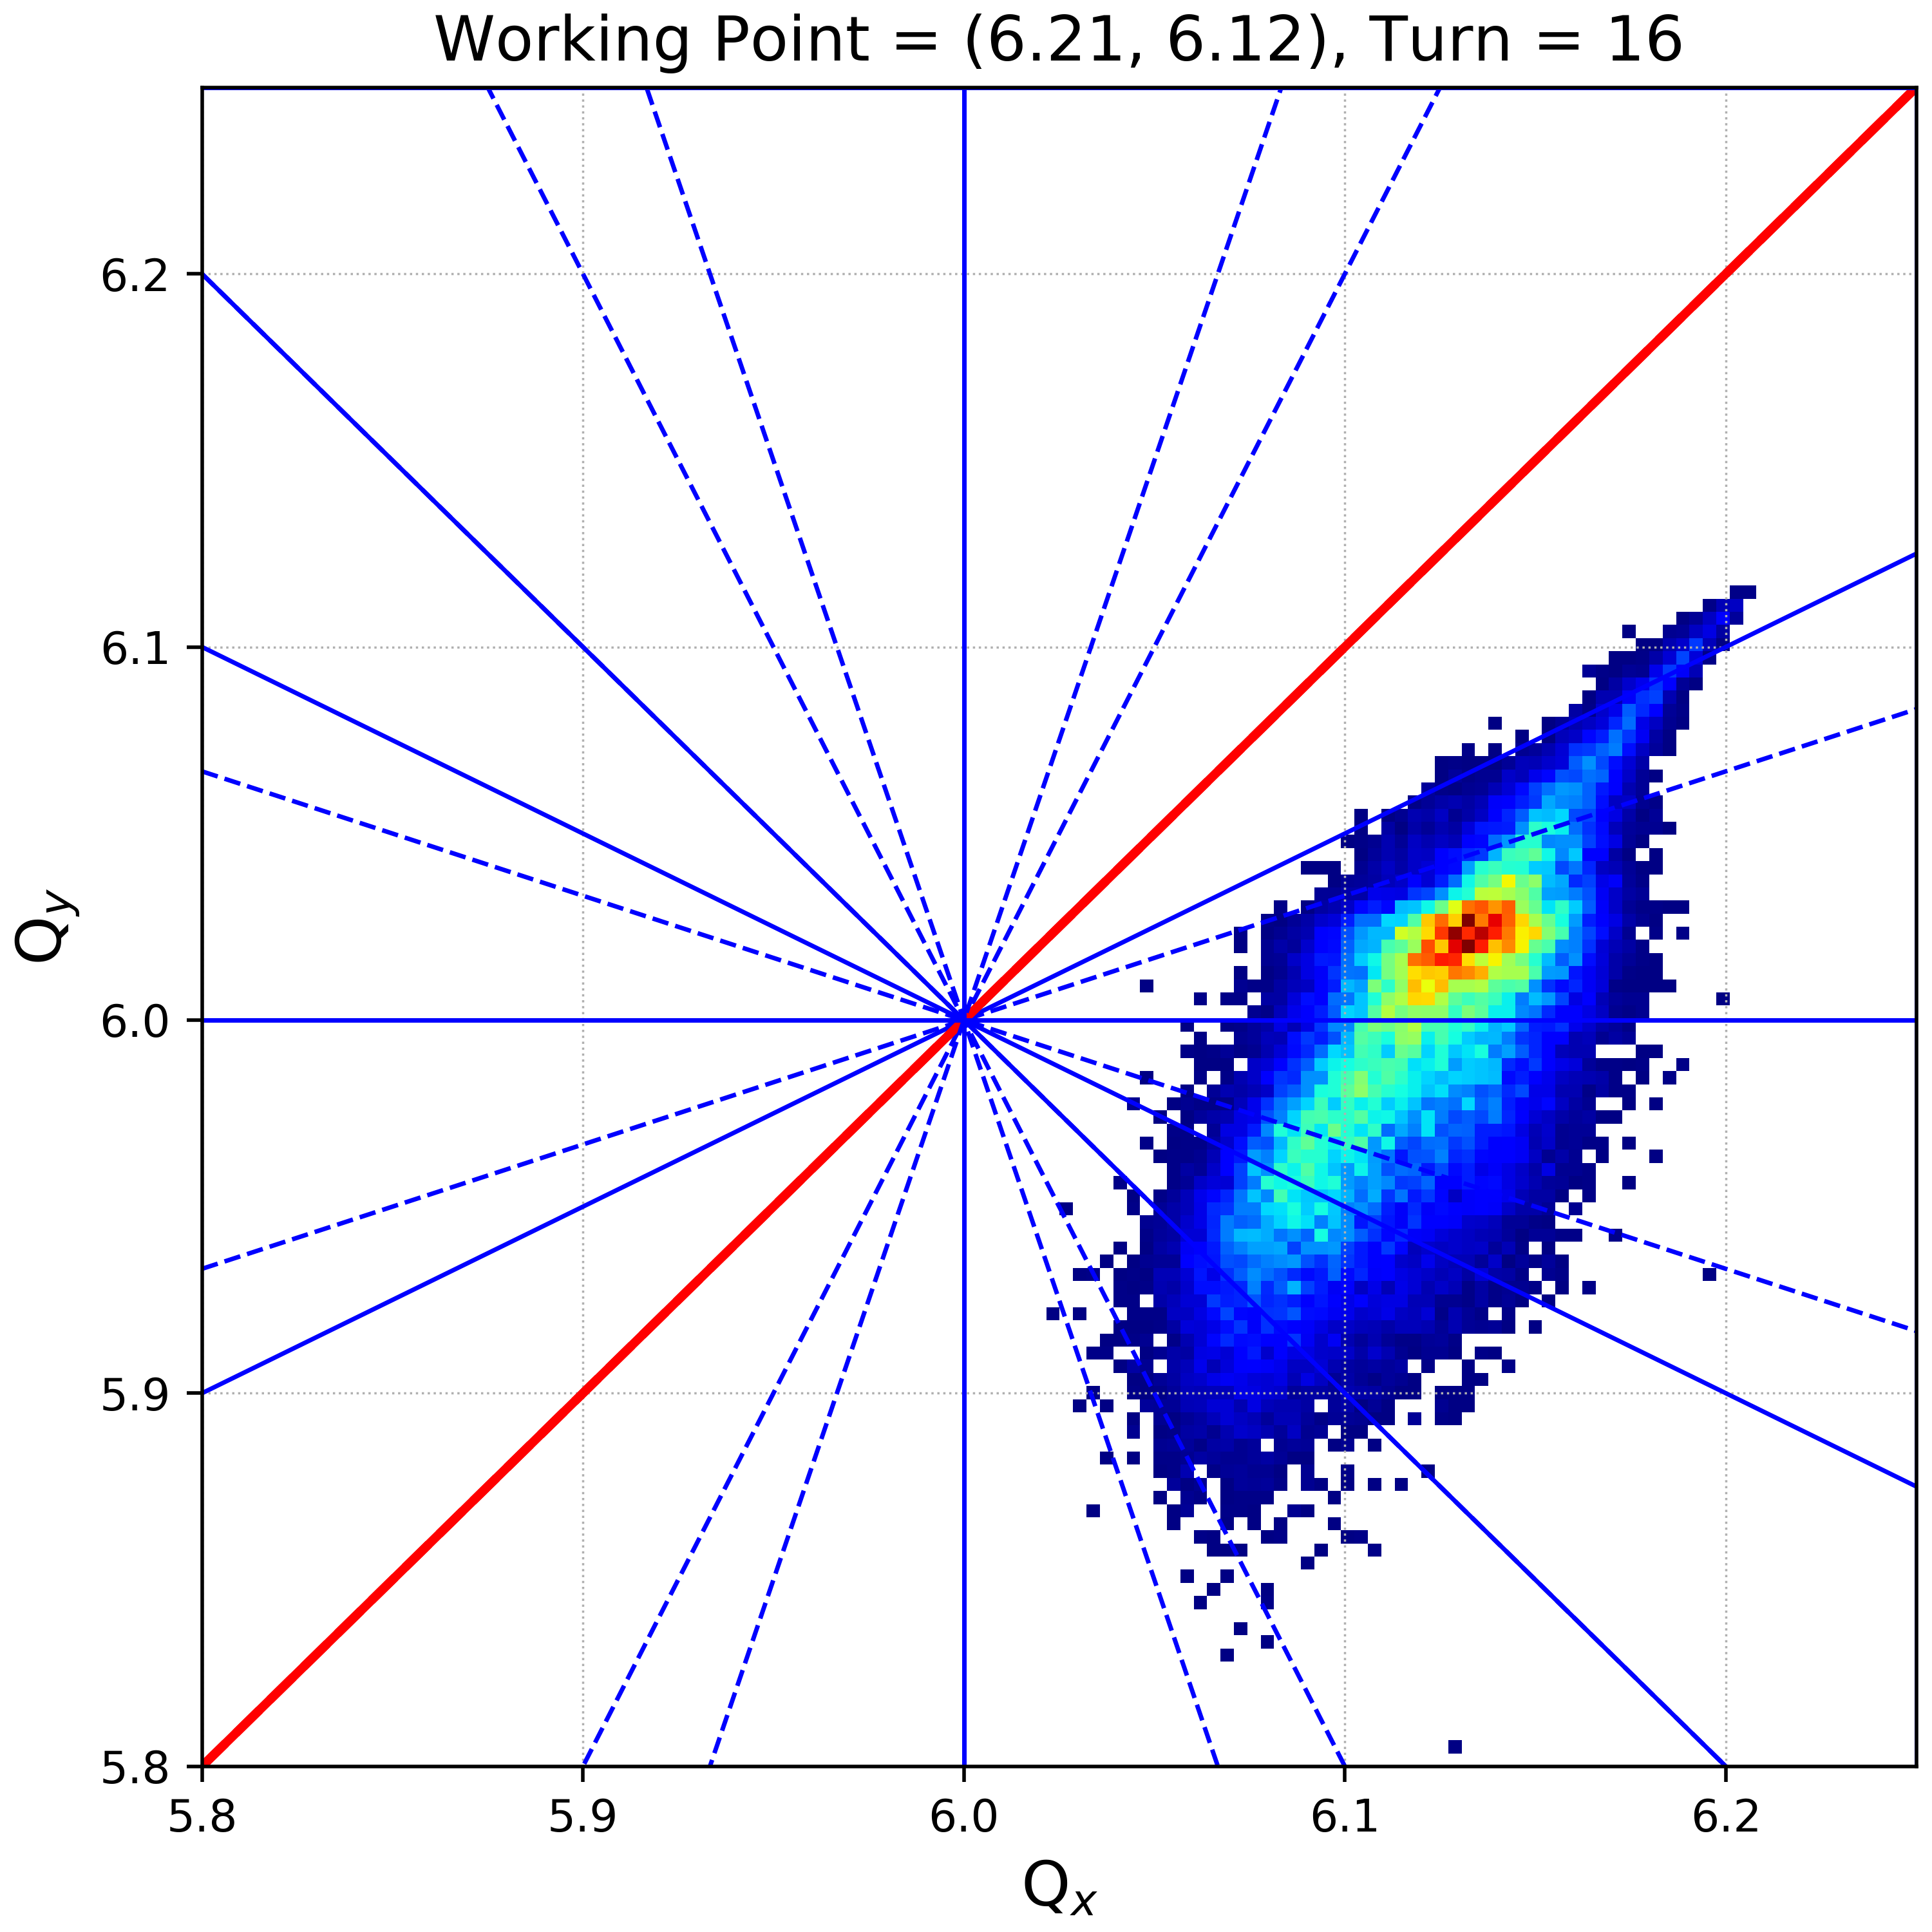 Working Point = (6.21, 6.12), Turn = 16
6.2
6.1
6.0
5.9
5.8
Qy
5.8 5.9 6.0 6.1 6.2
Qx